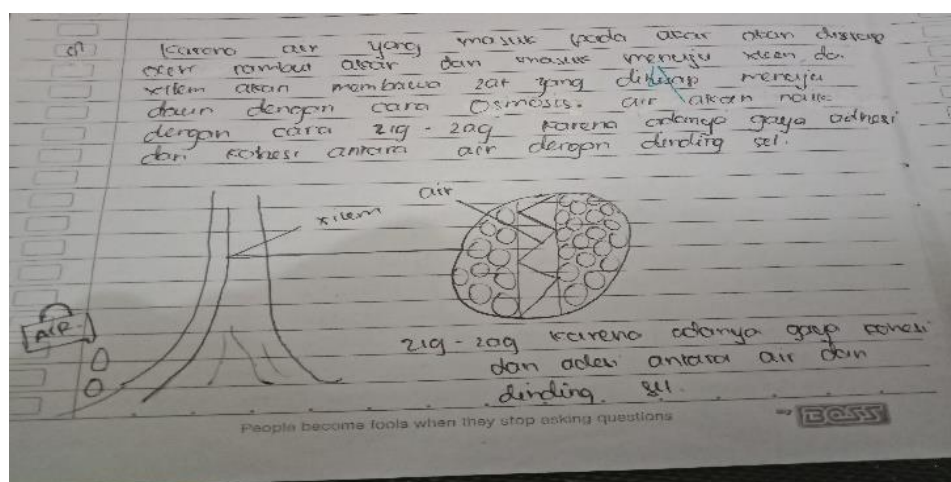 Karena air yang masuk pada akar akan diserap
oleh rambut akar dan masuk menuju xilem
xilem akan membawa zat yang menuju
daun dengan cara Osmosis. air akan naik
dengan cara zig - zag karena adanya gaya adhesi
dan kohesi antara air dengan dinding sel.
air
xilem
AIR
zig - zag karena adanya gaya kohesi
dan adesi antara air dan
dinding sel.
People become fools when they stop asking questions
BOSS